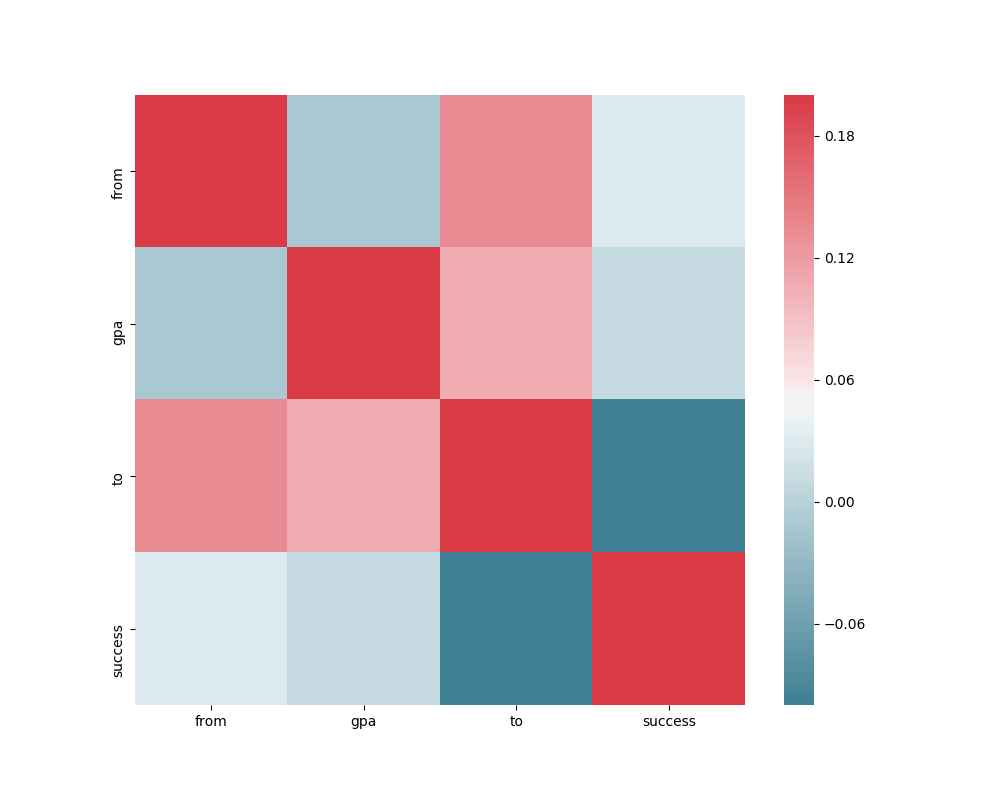 from
gpa
to
success
from
gpa
to
success
0.18
0.12
0.06
0.00
−0.06